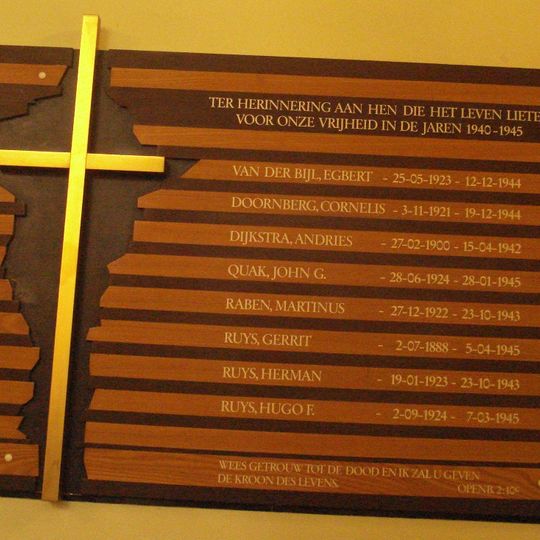 TER HERINNERING AAN HEN DIE HET LEVEN LIETE
VOOR ONZE VRIJHEID IN DE JAREN 1940-1945
VAN DER BIJL, EGBERT - 25-05-1923 - 12-12-1944
DOORNBERG, CORNELIS - 3-11-1921 - 19-12-1944
DIJKSTRA, ANDRIES - 27-02-1900 - 15-04-1942
QUAK, JOHN G. - 28-06-1924 - 28-01-1945
RABEN, MARTINUS - 27-12-1922 - 23-10-1943
RUYS, GERRIT - 2-07-1888 - 5-04-1945
RUYS, HERMAN - 19-01-1923 - 23-10-1943
RUYS, HUGO F. - 2-09-1924 - 7-03-1945
WEES GETROUW TOT DE DOOD EN IK ZAL U GEVEN
DE KROON DES LEVENS. OPENB. 2:10c